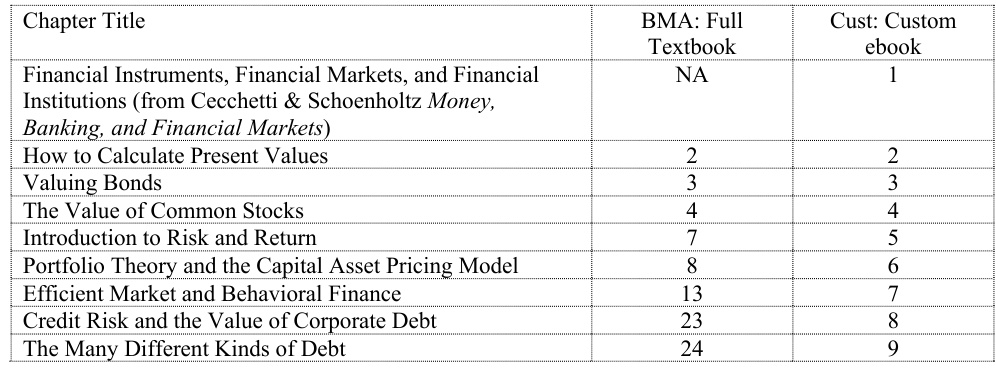 Chapter Title BMA: Full Textbook Cust: Custom ebook
Financial Instruments, Financial Markets, and Financial NA 1
Institutions (from Cecchetti & Schoenholtz Money,
Banking, and Financial Markets)
How to Calculate Present Values 2 2
Valuing Bonds 3 3
The Value of Common Stocks 4 4
Introduction to Risk and Return 7 5
Portfolio Theory and the Capital Asset Pricing Model 8 6
Efficient Market and Behavioral Finance 13 7
Credit Risk and the Value of Corporate Debt 23 8
The Many Different Kinds of Debt 24 9